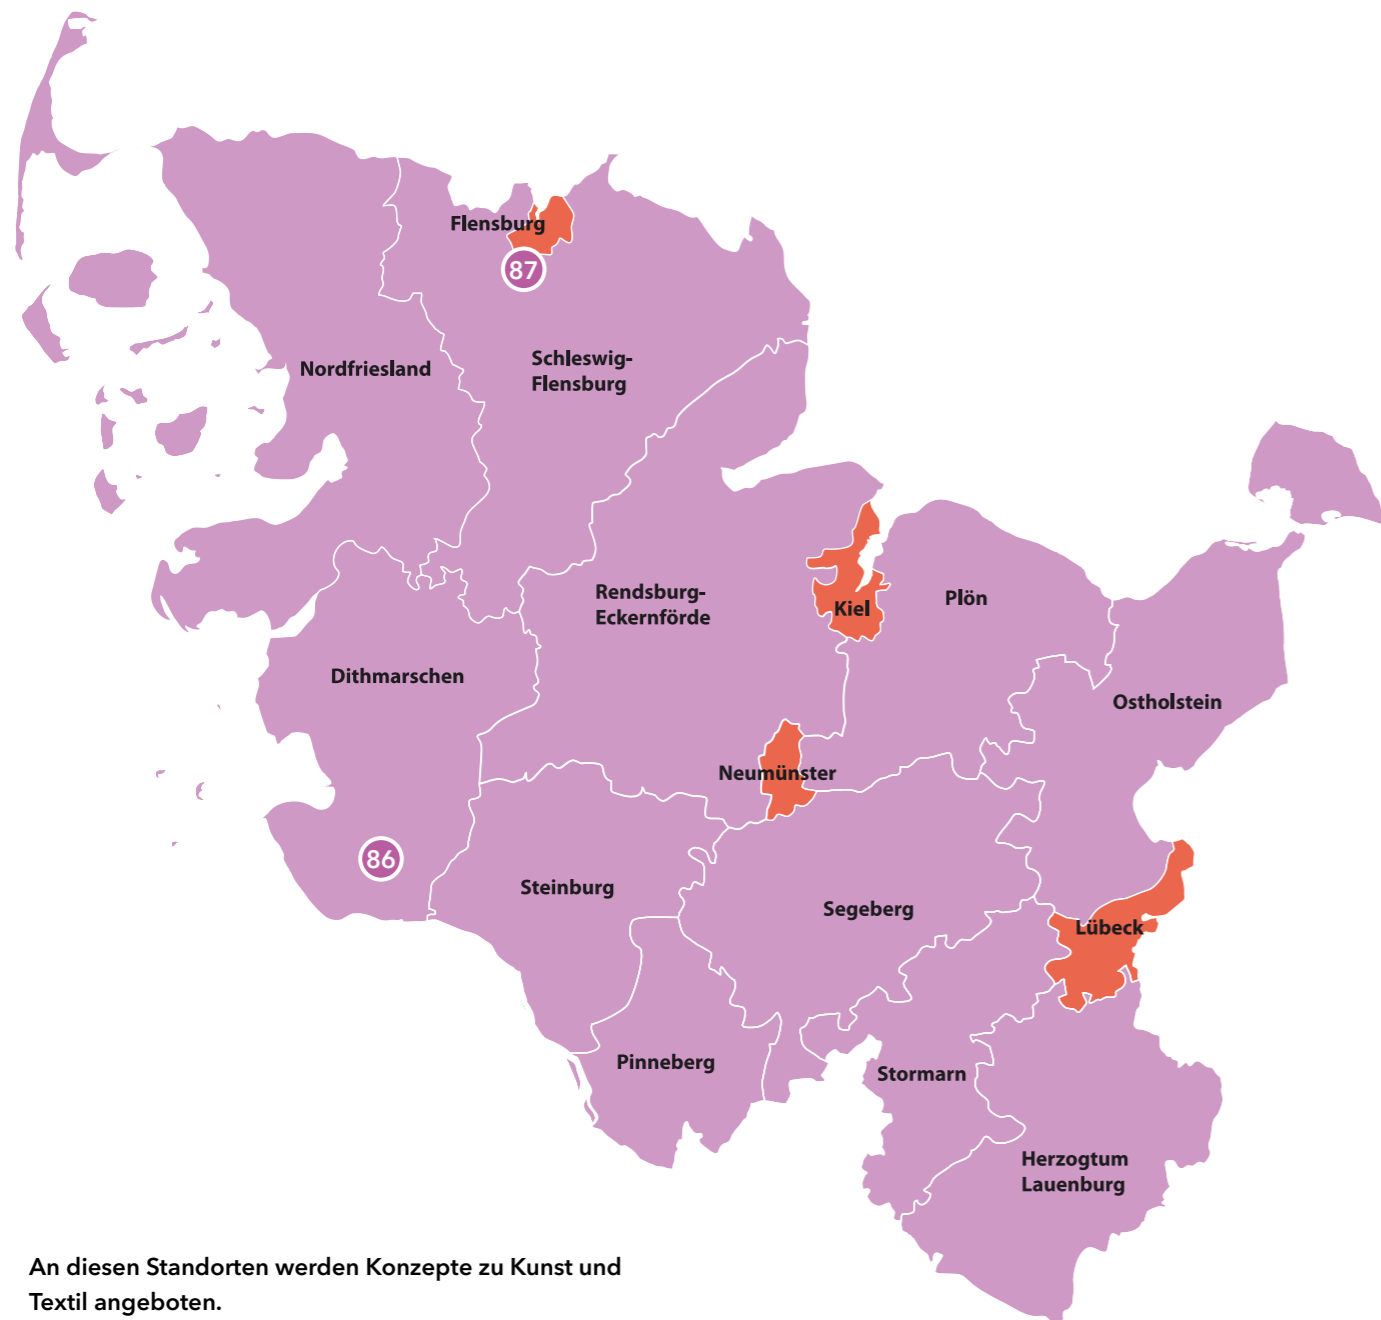 Flensburg
87
Nordfriesland
Schleswig-
Flensburg
Rendsburg-
Eckernförde
Kiel
Plön
Dithmarschen
Ostholstein
Neumünster
86
Steinburg
Segeberg
Lübeck
Pinneberg
Stormarn
Herzogtum
Lauenburg
An diesen Standorten werden Konzepte zu Kunst und
Textil angeboten.